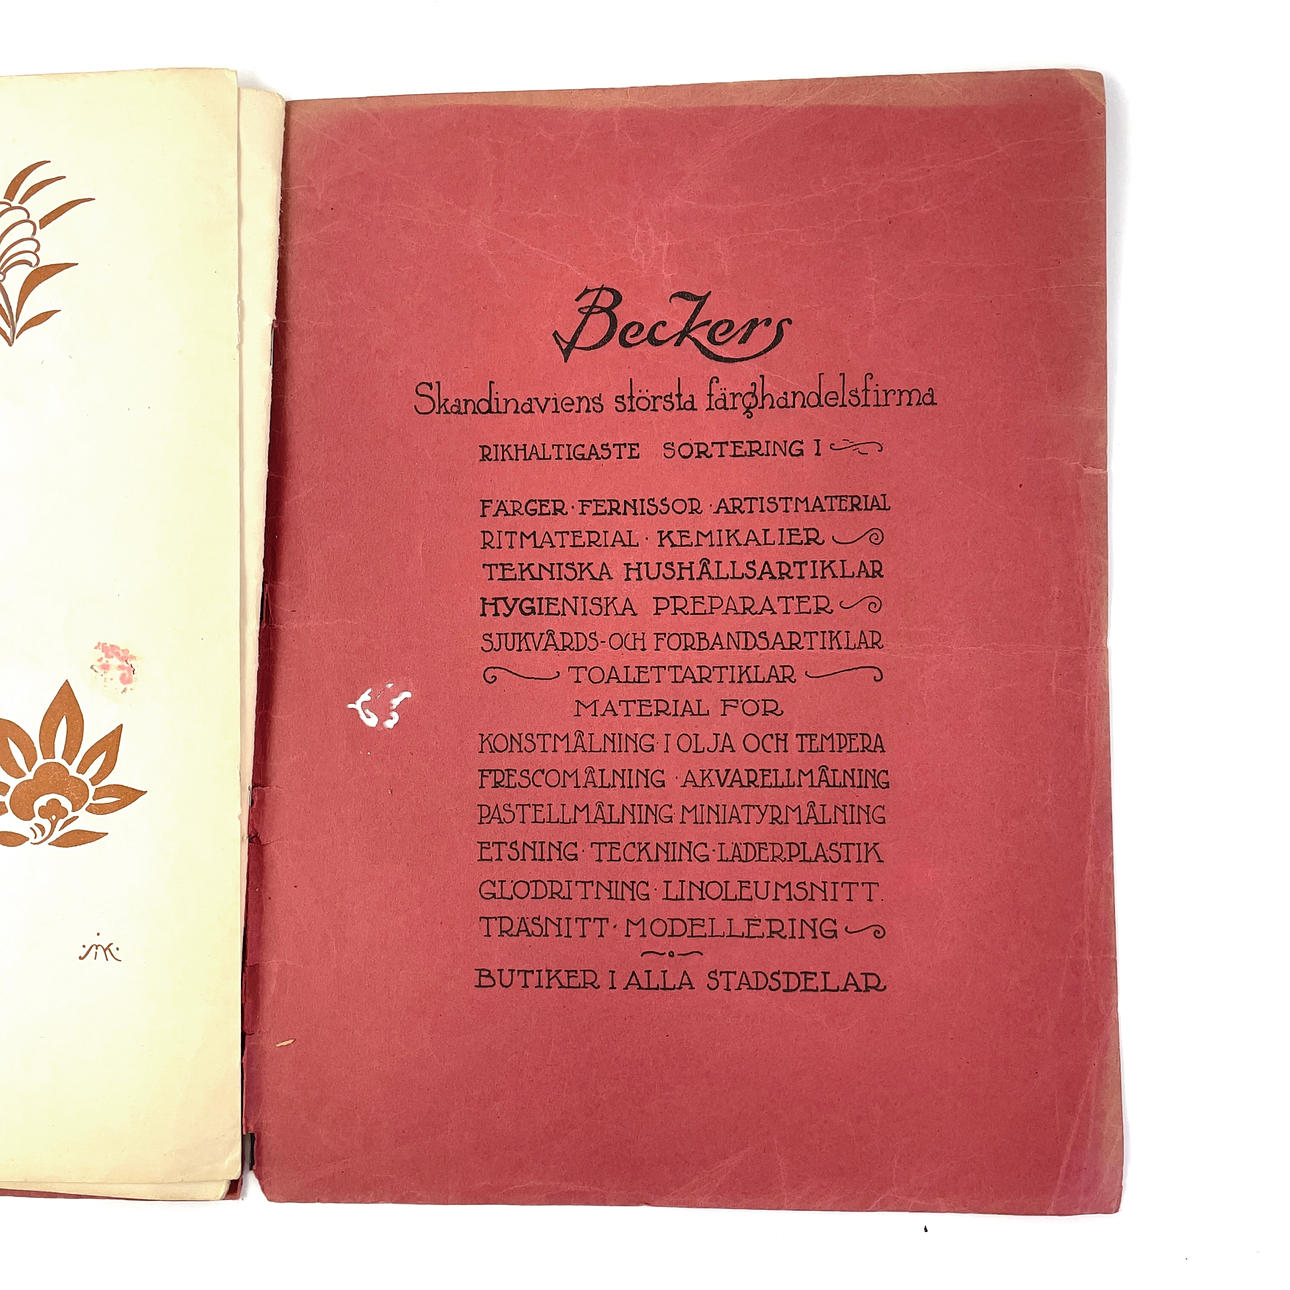 Beckers
Skandinaviens största färghandelsfirma
RIKHALTIGASTE SORTERING I
FÄRGER · FERNISSOR · ARTISTMATERIAL
RITMATERIAL · KEMIKALIER
TEKNISKA HUSHÅLLSARTIKLAR
HYGIENISKA PREPARATER
SJUKVÅRDS- OCH FÖRBANDSARTIKLAR
TOALETTARTIKLAR
MATERIAL FÖR
KONSTMÅLNING · I OLJA OCH TEMPERA
FRESCOMÅLNING · AKVARELLMÅLNING
PASTELLMÅLNING · MINIATYRMÅLNING
ETSNING · TECKNING · LÄDERPLASTIK
GLÖDRITNING · LINOLEUMSNITT.
TRÄSNITT · MODELLERING
BUTIKER I ALLA STADSDELAR